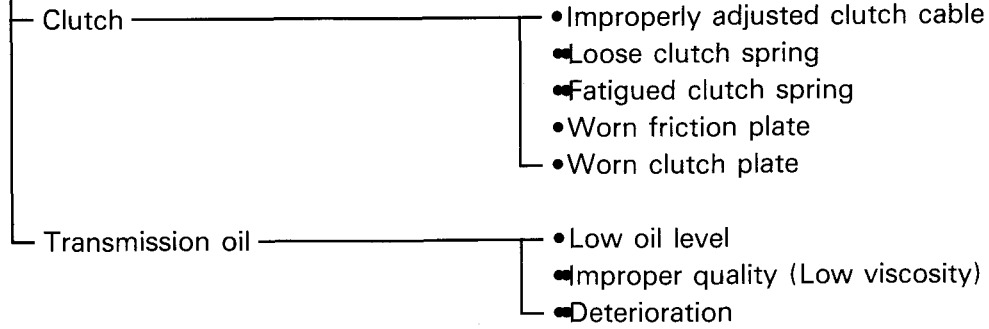 Clutch
•Improperly adjusted clutch cable
•Loose clutch spring
•Fatigued clutch spring
•Worn friction plate
•Worn clutch plate
Transmission oil
•Low oil level
•Improper quality (Low viscosity)
•Deterioration